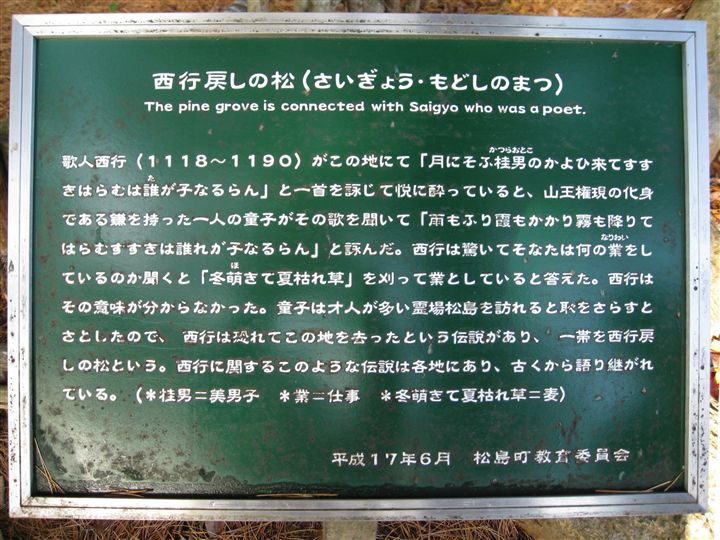 西行戻しの松（さいぎょう・もどしのまつ）
The pine grove is connected with Saigyo who was a poet.
かつらおとこ
歌人西行（１１１８～１１９０）がこの地にて「月にそふ桂男のかよひ来てすす
た
きはらむは誰が子なるらん」と一首を詠じて悦に酔っていると、山王権現の化身
である鎌を持った一人の童子がその歌を聞いて「雨もふり霞もかかり霧も降りて
なりわい
はらむすすきは誰れが子なるらん」と詠んだ。西行は驚いてそなたは何の業をし
ほ
ているのか聞くと「冬萌きて夏枯れ草」を刈って業としていると答えた。西行は
その意味が分からなかった。童子は才人が多い霊場松島を訪れると恥をさらすと
さとしたので、西行は恐れてこの地を去ったという伝説があり、一帯を西行戻
しの松という。西行に関するこのような伝説は各地にあり、古くから語り継がれ
ている。（＊桂男＝美男子　＊業＝仕事　＊冬萌きて夏枯れ草＝麦）
平成１７年６月　松島町教育委員会